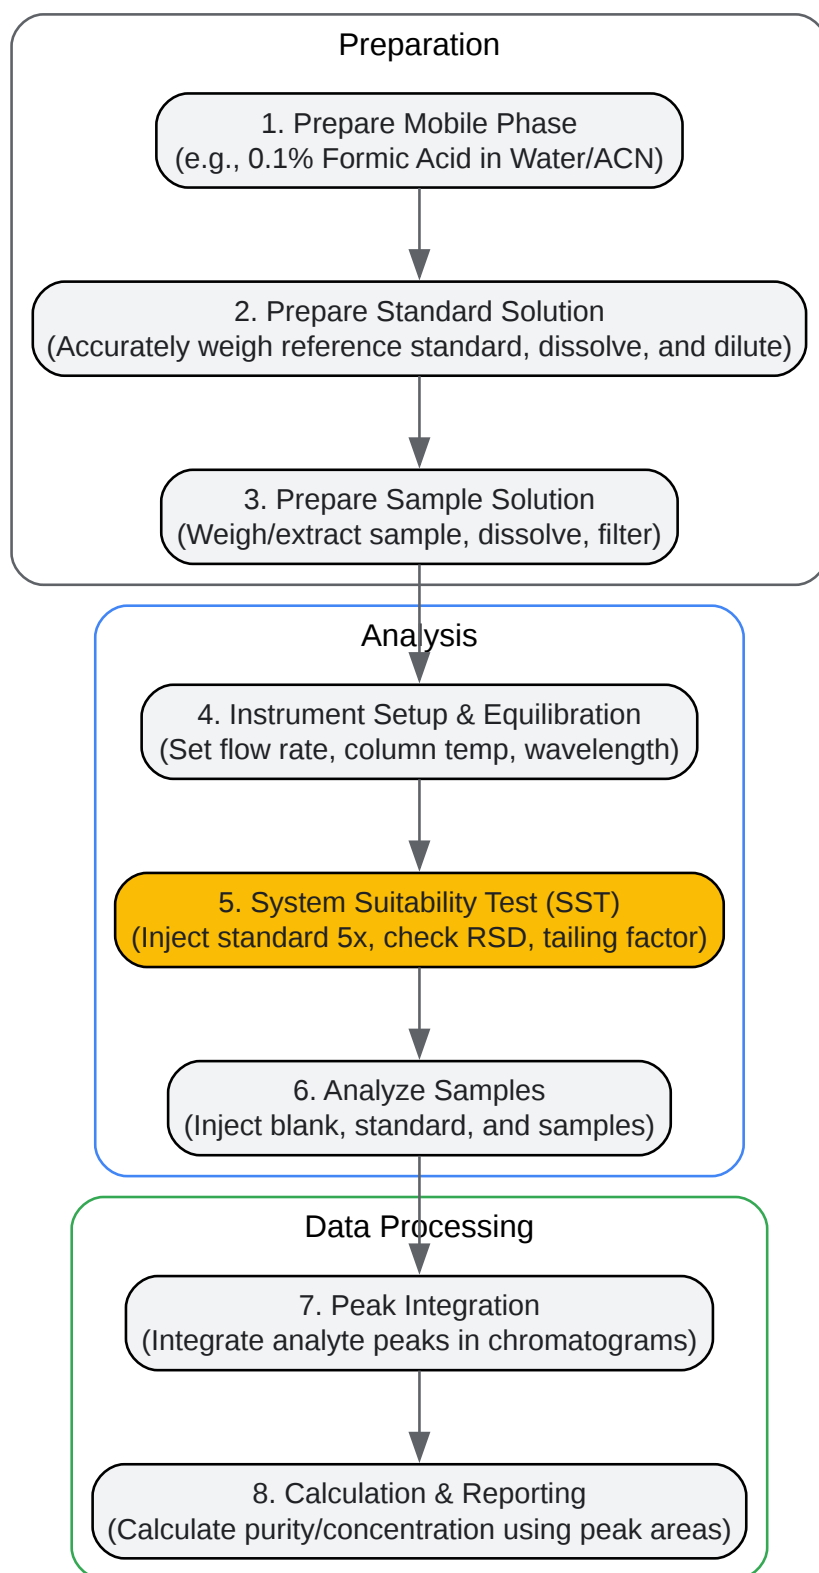 Preparation
1. Prepare Mobile Phase
(e.g., 0.1% Formic Acid in Water/ACN)
2. Prepare Standard Solution
(Accurately weigh reference standard, dissolve, and dilute)
3. Prepare Sample Solution
(Weigh/extract sample, dissolve, filter)
Analysis
4. Instrument Setup & Equilibration
(Set flow rate, column temp, wavelength)
5. System Suitability Test (SST)
(Inject standard 5x, check RSD, tailing factor)
6. Analyze Samples
(Inject blank, standard, and samples)
Data Processing
7. Peak Integration
(Integrate analyte peaks in chromatograms)
8. Calculation & Reporting
(Calculate purity/concentration using peak areas)